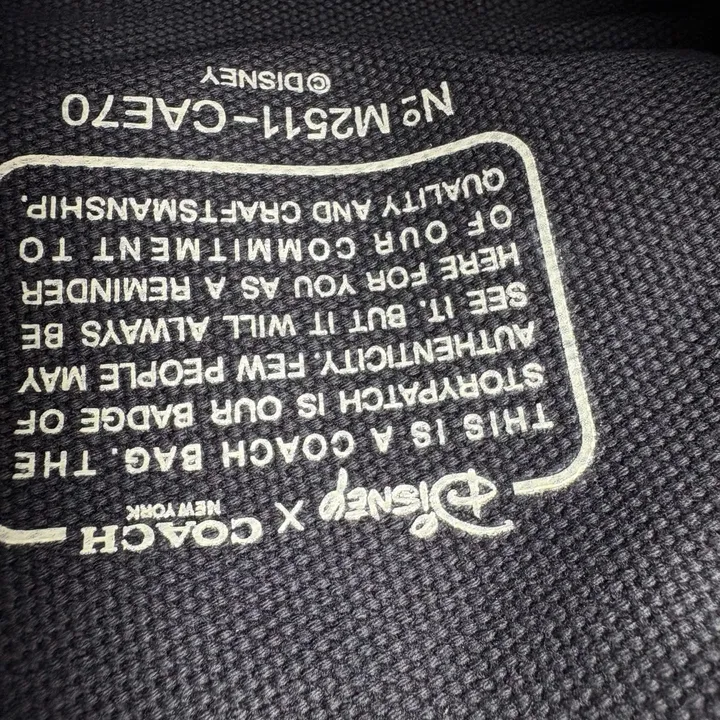 Disney X COACH
NEW YORK
THIS IS A COACH BAG. THE
STORYPATCH IS OUR BADGE OF
AUTHENTICITY. FEW PEOPLE MAY
SEE IT. BUT IT WILL ALWAYS BE
HERE FOR YOU AS A REMINDER
OF OUR COMMITMENT TO
QUALITY AND CRAFTSMANSHIP.
Nº M2511-CAE70
©DISNEY